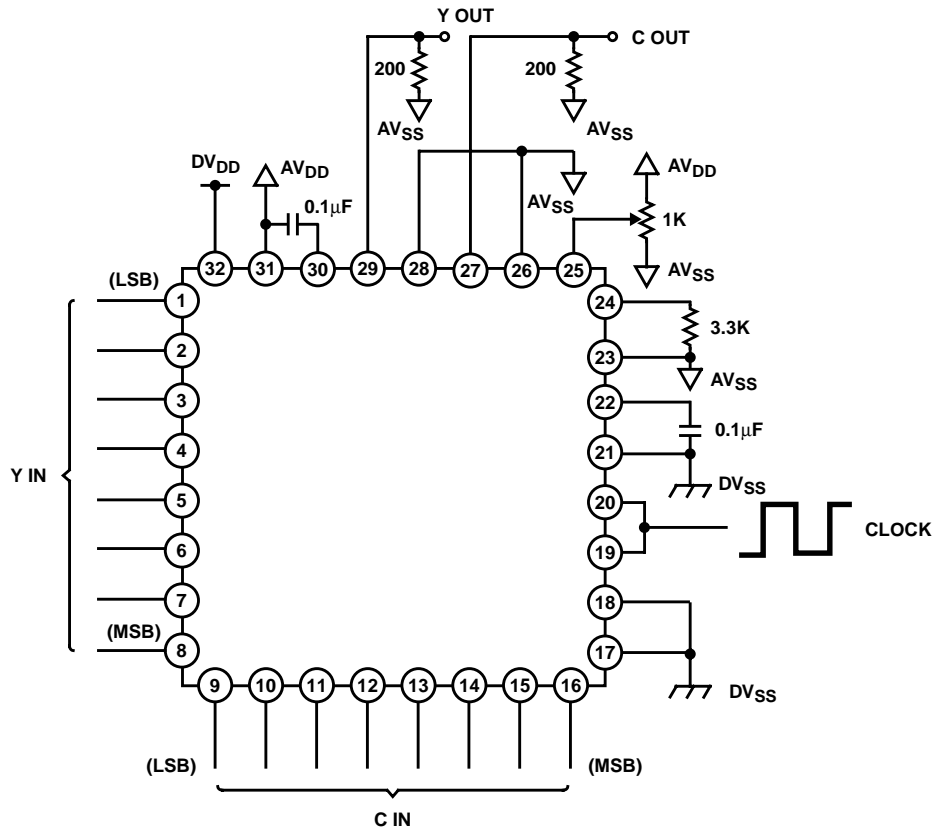 Y OUT
C OUT
200
200
AVSS
AVSS
DVDD
AVDD
0.1μF
AVSS
AVDD
1K
AVSS
32
31
30
29
28
27
26
25
(LSB)
1
2
3
4
5
6
7
(MSB)
8
Y IN
24
3.3K
23
AVSS
22
0.1μF
21
DVSS
20
CLOCK
19
18
17
DVSS
9
10
11
12
13
14
15
16
(LSB)
(MSB)
C IN